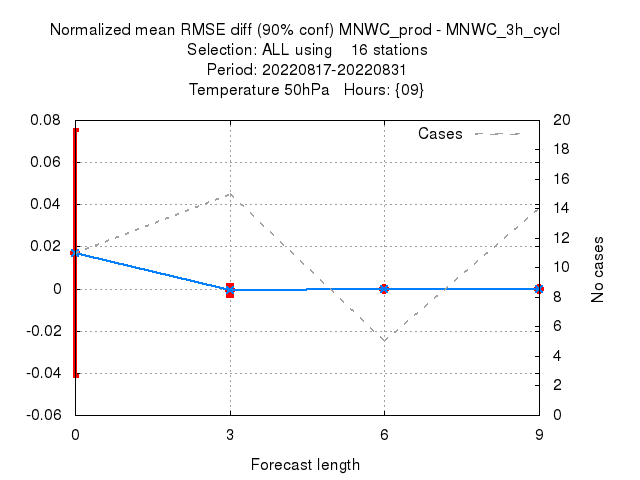 Normalized mean RMSE diff (90% conf) MNWC_prod - MNWC_3h_cycl
Selection: ALL using    16 stations
Period: 20220817-20220831
Temperature 50hPa   Hours: {09}
Cases
0.08
0.06
0.04
0.02
0
-0.02
-0.04
-0.06
20
18
16
14
12
10
8
6
4
2
0
No cases
0 3 6 9
Forecast length